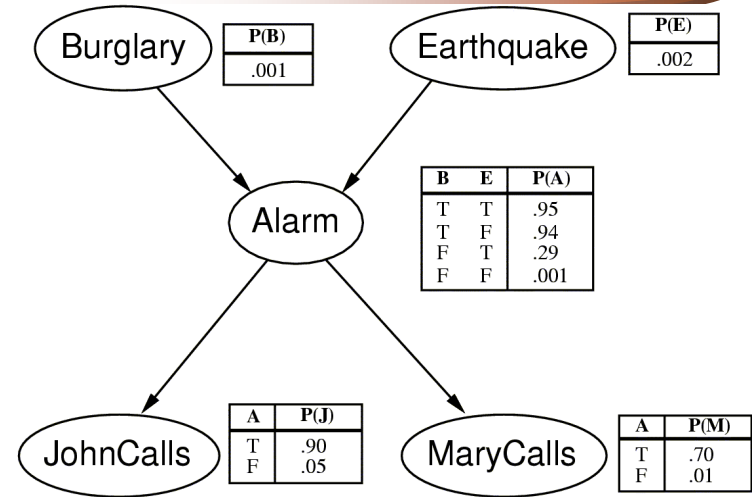 Burglary
P(B)
.001
Earthquake
P(E)
.002
Alarm
B E P(A)
T T .95
T F .94
F T .29
F F .001
JohnCalls
A P(J)
T .90
F .05
MaryCalls
A P(M)
T .70
F .01